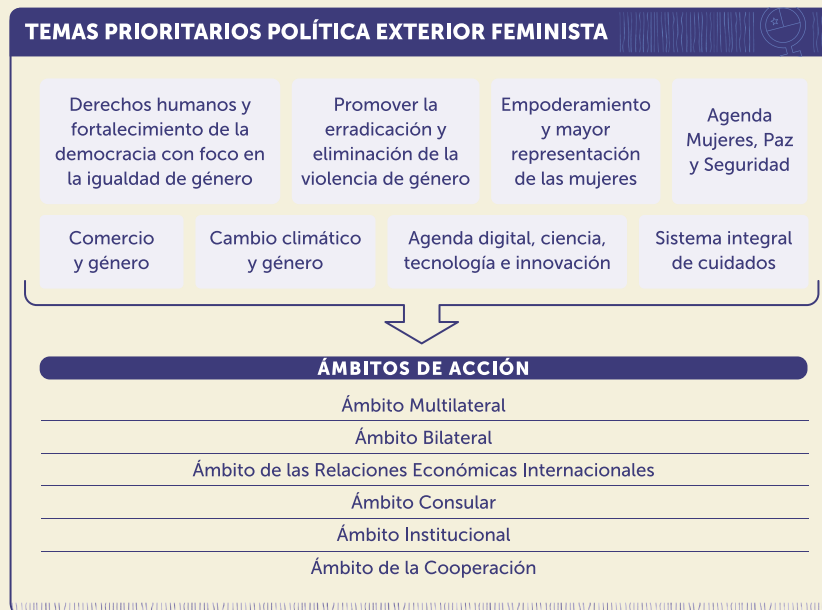 TEMAS PRIORITARIOS POLÍTICA EXTERIOR FEMINISTA
Derechos humanos y
fortalecimiento de la
democracia con foco en
la igualdad de género
Promover la
erradicación y
eliminación de la
violencia de género
Empoderamiento
y mayor
representación
de las mujeres
Agenda
Mujeres, Paz
y Seguridad
Comercio
y género
Cambio climático
y género
Agenda digital, ciencia,
tecnología e innovación
Sistema integral
de cuidados
ÁMBITOS DE ACCIÓN
Ámbito Multilateral
Ámbito Bilateral
Ámbito de las Relaciones Económicas Internacionales
Ámbito Consular
Ámbito Institucional
Ámbito de la Cooperación